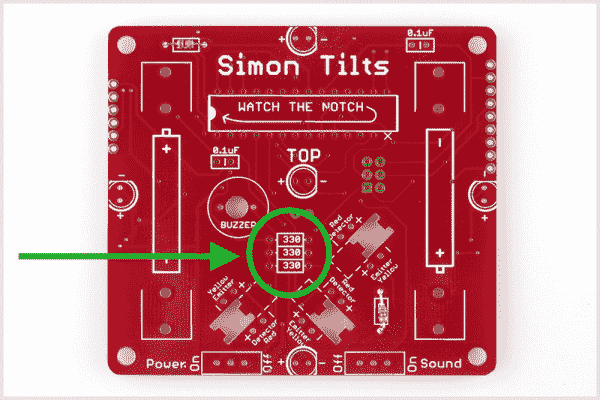 0.1uF
Simon Tilts
WATCH THE NOTCH
0.1uF
TOP
BUZZER
330
330
330
Red
Detector
Emitter
Yellow
Yellow
Emitter
Red
Detector
Detector
Red
Emitter
Yellow
Power
On
Off
Off
On
Sound